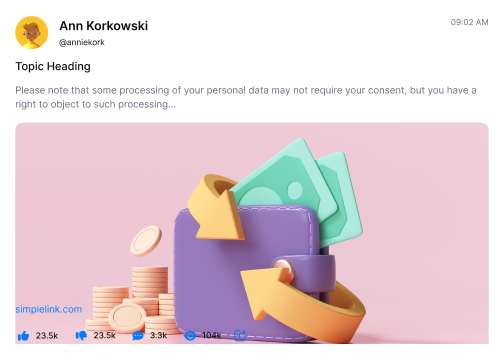 Ann Korkowski
09:02 AM
@anniekork
Topic Heading
Please note that some processing of your personal data may not require your consent, but you have a
right to object to such processing...
simplelink.com
23.5k 23.5k 3.3k 104k